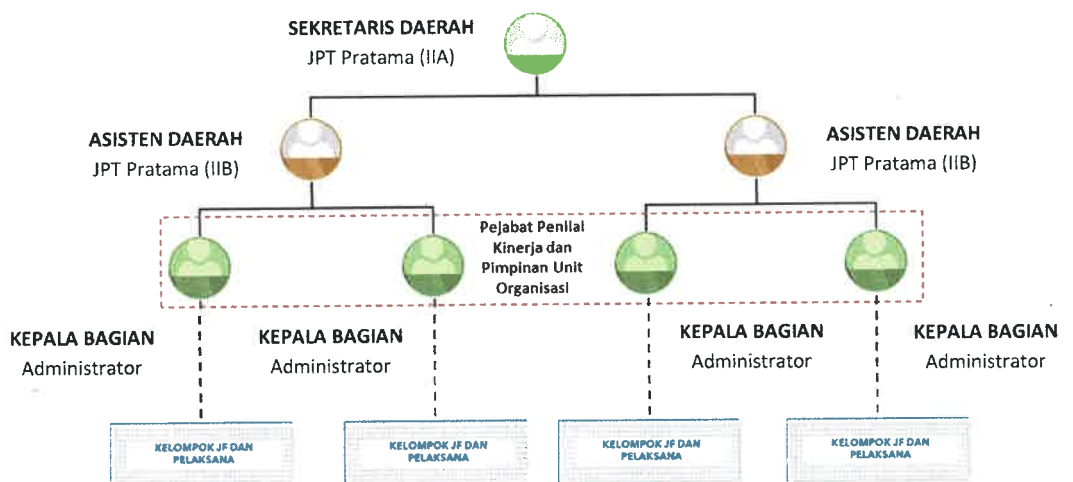 SEKRETARIS DAERAH
JPT Pratama (IIA)
ASISTEN DAERAH
JPT Pratama (IIB)
ASISTEN DAERAH
JPT Pratama (IIB)
Pejabat Penilai
Kinerja dan
Pimpinan Unit
Organisasi
KEPALA BAGIAN
Administrator
KEPALA BAGIAN
Administrator
KEPALA BAGIAN
Administrator
KEPALA BAGIAN
Administrator
KELOMPOK JF DAN
PELAKSANA
KELOMPOK JF DAN
PELAKSANA
KELOMPOK JF DAN
PELAKSANA
KELOMPOK JF DAN
PELAKSANA